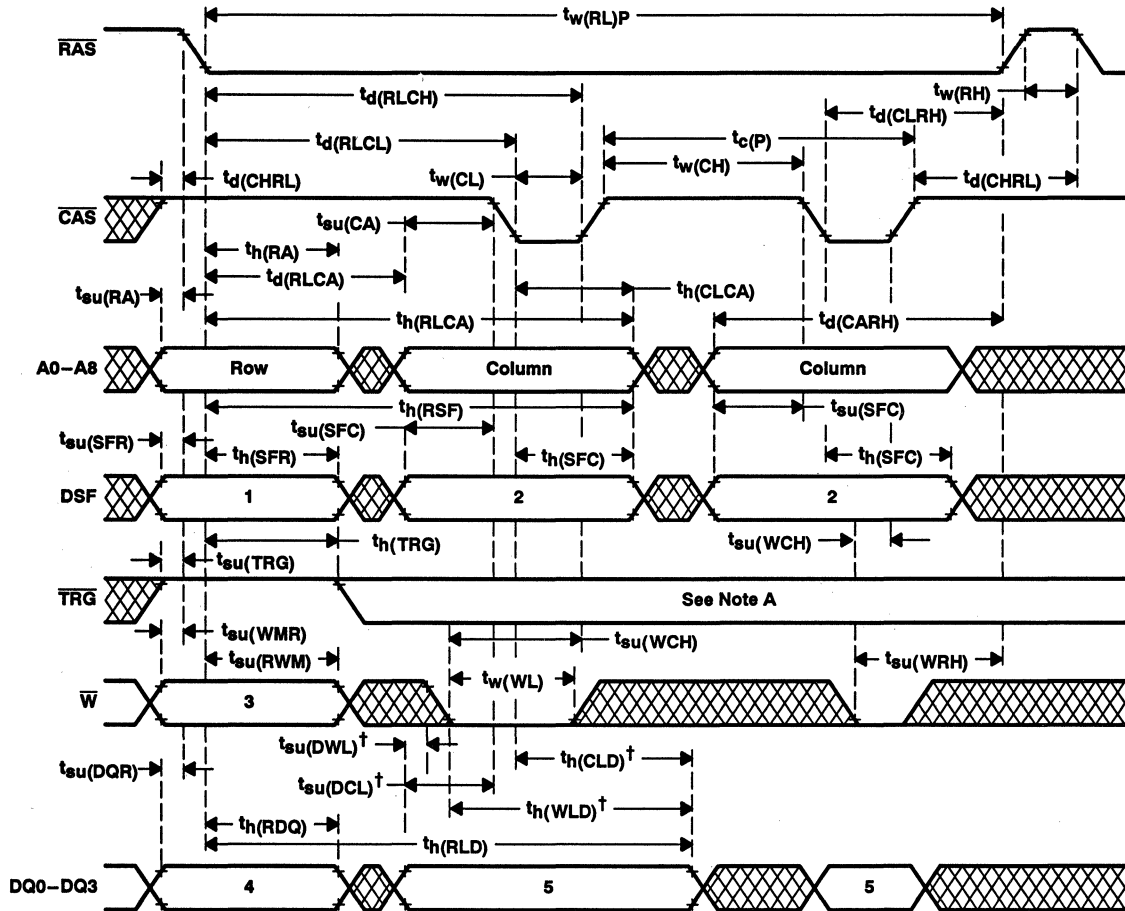 tw(RL)P
RAS
td(RLCH)
tw(RH)
td(CLRH)
td(RLCL)
tc(P)
tw(CL)
tw(CH)
td(CHRL)
td(CHRL)
CAS
tsu(CA)
th(RA)
td(RLCA)
tsu(RA)
th(CLCA)
th(RLCA)
td(CARH)
A0–A8
Row
Column
Column
th(RSF)
tsu(SFC)
tsu(SFC)
tsu(SFR)
th(SFR)
th(SFC)
th(SFC)
DSF
1
2
2
th(TRG)
tsu(WCH)
tsu(TRG)
TRG
See Note A
tsu(WMR)
tsu(WCH)
tsu(RWM)
tsu(WRH)
tw(WL)
W
3
tsu(DWL)†
th(CLD)†
tsu(DQR)
tsu(DCL)†
th(WLD)†
th(RDQ)
th(RLD)
DQ0–DQ3
4
5
5